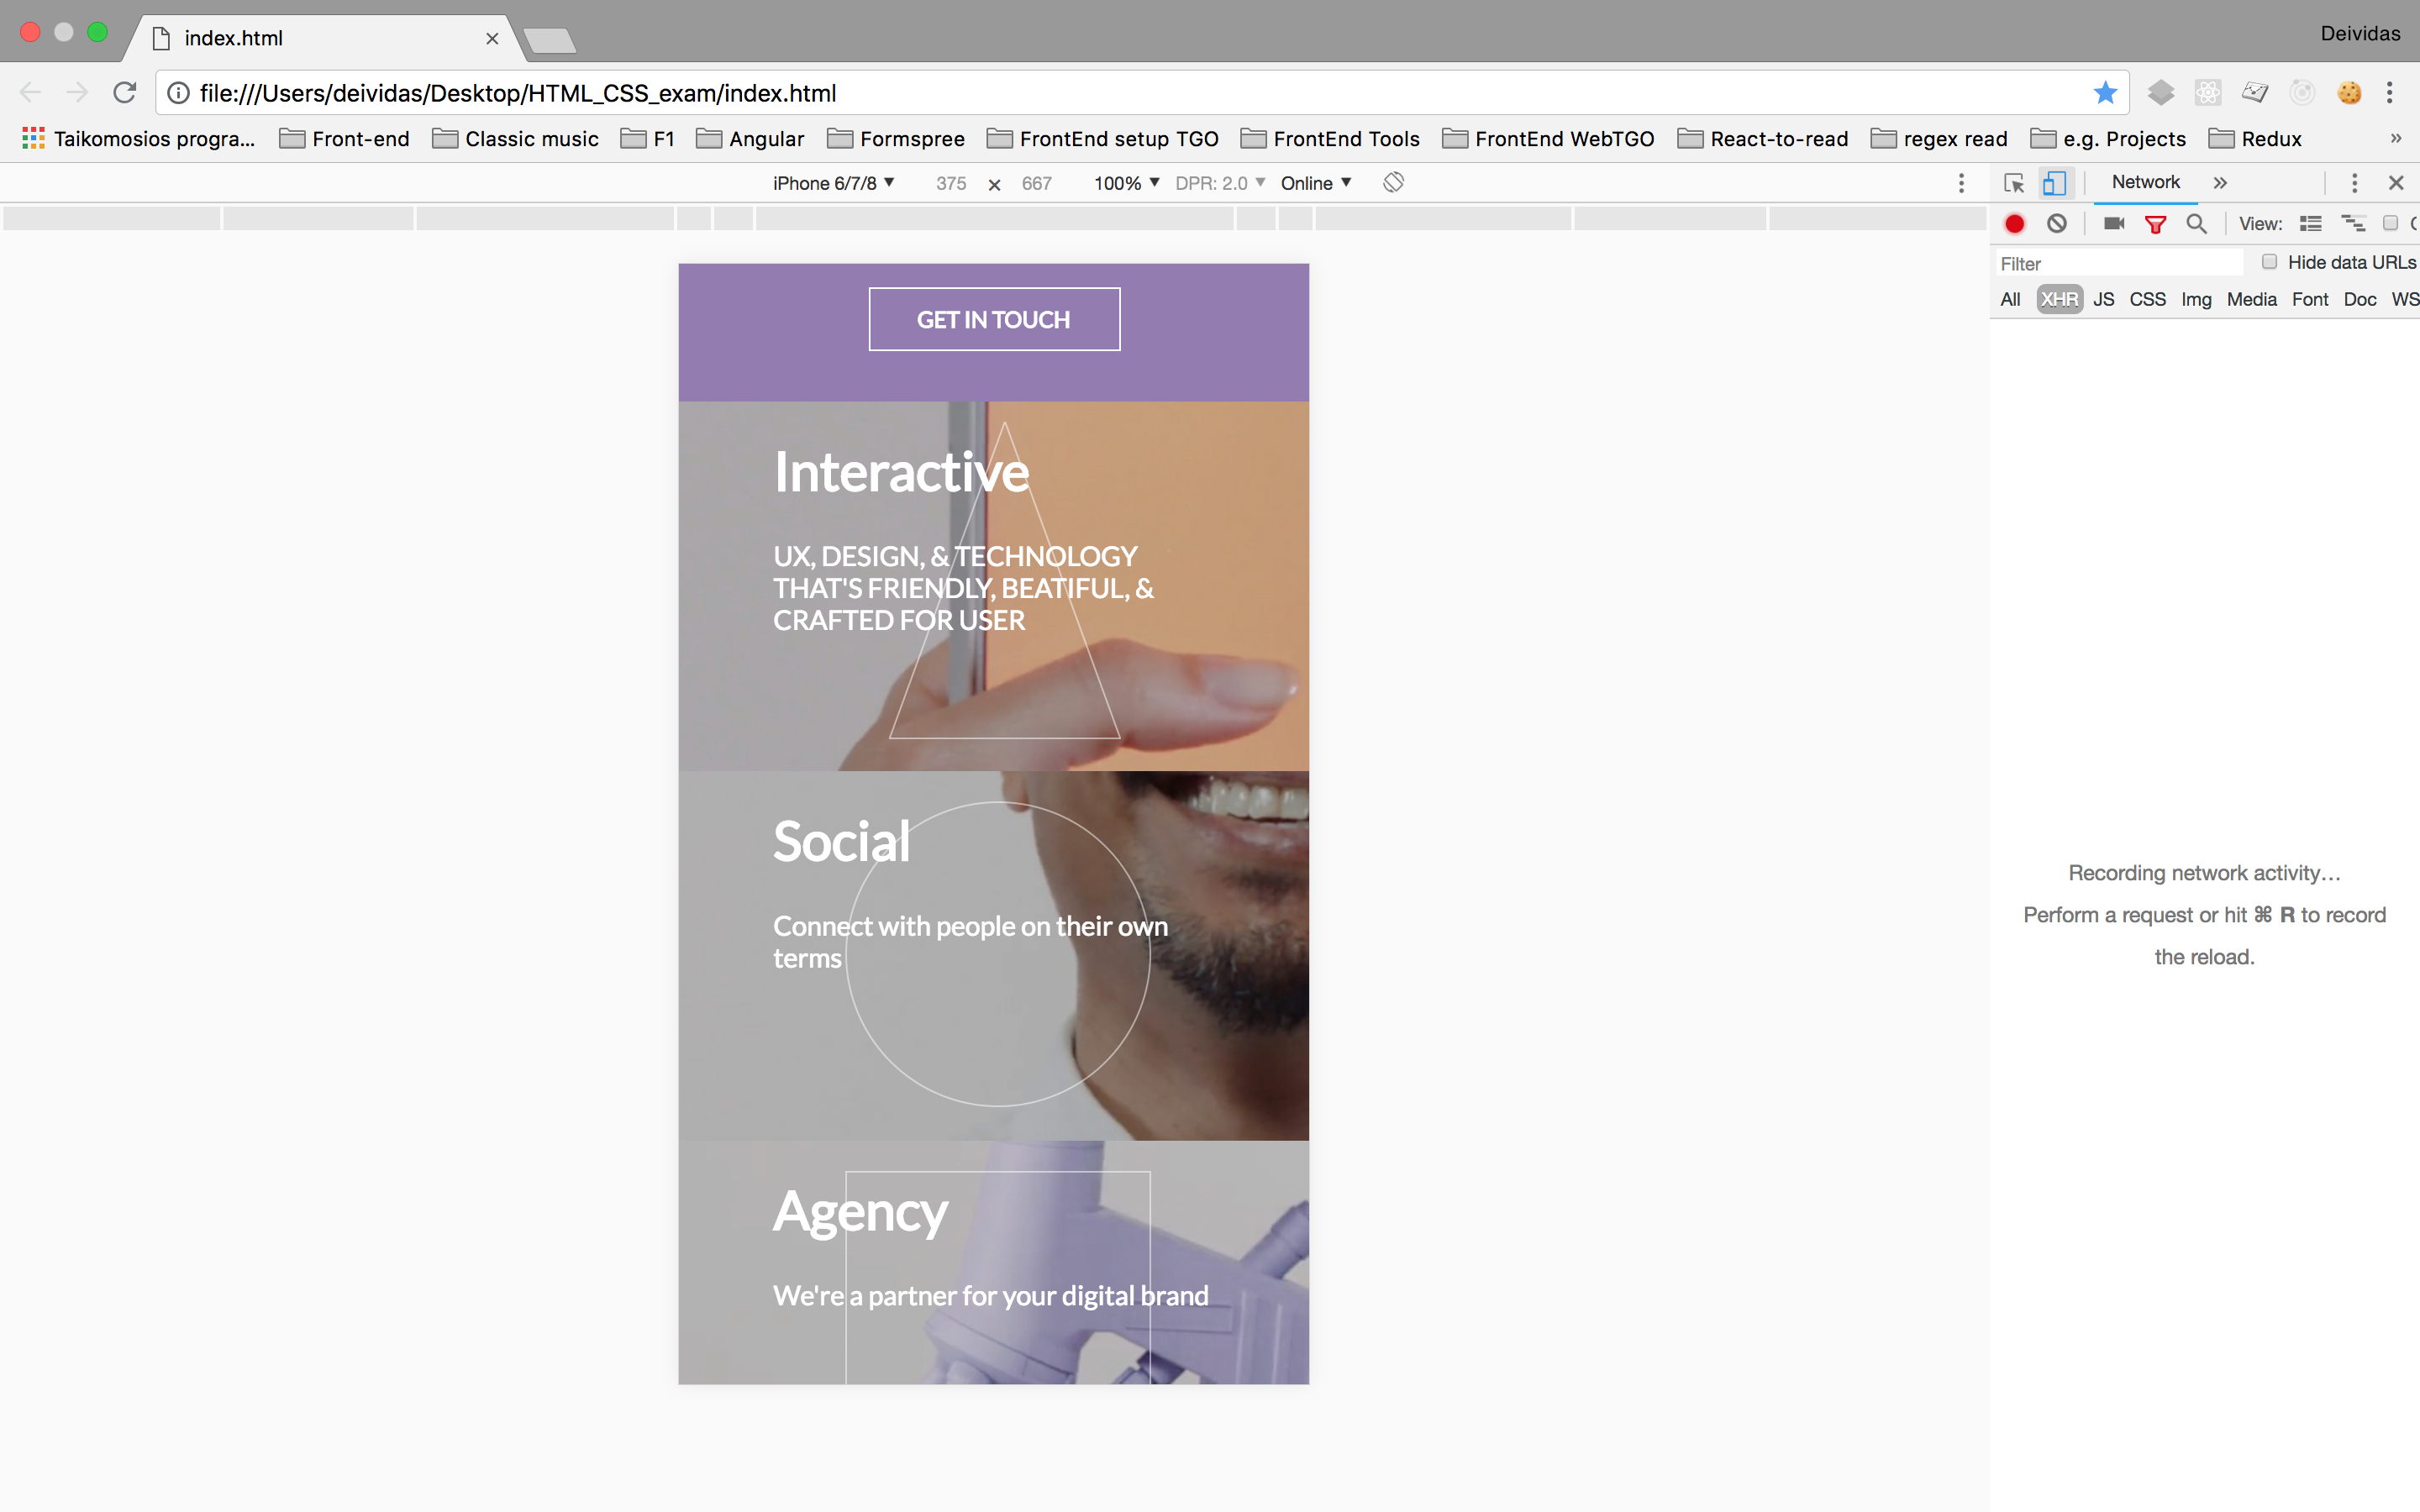 index.html
Deividas
file:///Users/deividas/Desktop/HTML_CSS_exam/index.html
Taikomosios progra... Front-end Classic music F1 Angular Formspree FrontEnd setup TGO FrontEnd Tools FrontEnd WebTGO React-to-read regex read e.g. Projects Redux »
iPhone 6/7/8 375 × 667 100% DPR: 2.0 Online
Network »
View:
Filter Hide data URLs
All XHR JS CSS Img Media Font Doc WS
GET IN TOUCH
Interactive
UX, DESIGN, & TECHNOLOGY
THAT'S FRIENDLY, BEATIFUL, &
CRAFTED FOR USER
Social
Connect with people on their own
terms
Agency
We're a partner for your digital brand
Recording network activity…
Perform a request or hit ⌘ R to record
the reload.